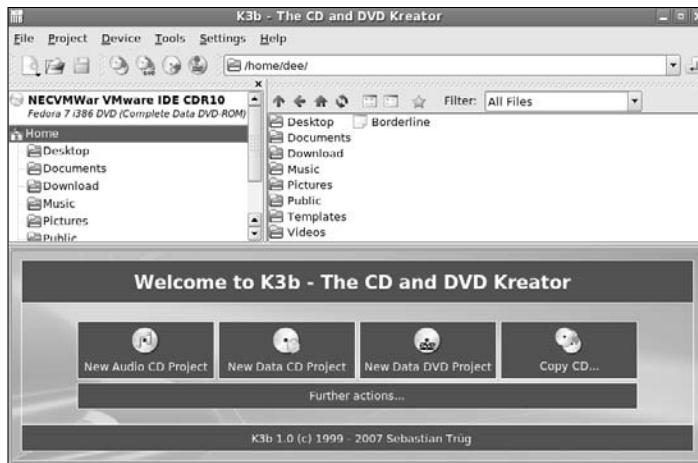 K3b - The CD and DVD Kreator
File Project Device Tools Settings Help
/home/dee/
NECVMWar VMware IDE CDR10
Fedora 7 i386 DVD (Complete Data DVD-ROM)
Home
Desktop
Documents
Download
Music
Pictures
Public
Filter: All Files
Desktop Borderline
Documents
Download
Music
Pictures
Public
Templates
Videos
Welcome to K3b - The CD and DVD Kreator
New Audio CD Project New Data CD Project New Data DVD Project Copy CD...
Further actions...
K3b 1.0 (c) 1999 - 2007 Sebastian Trüg